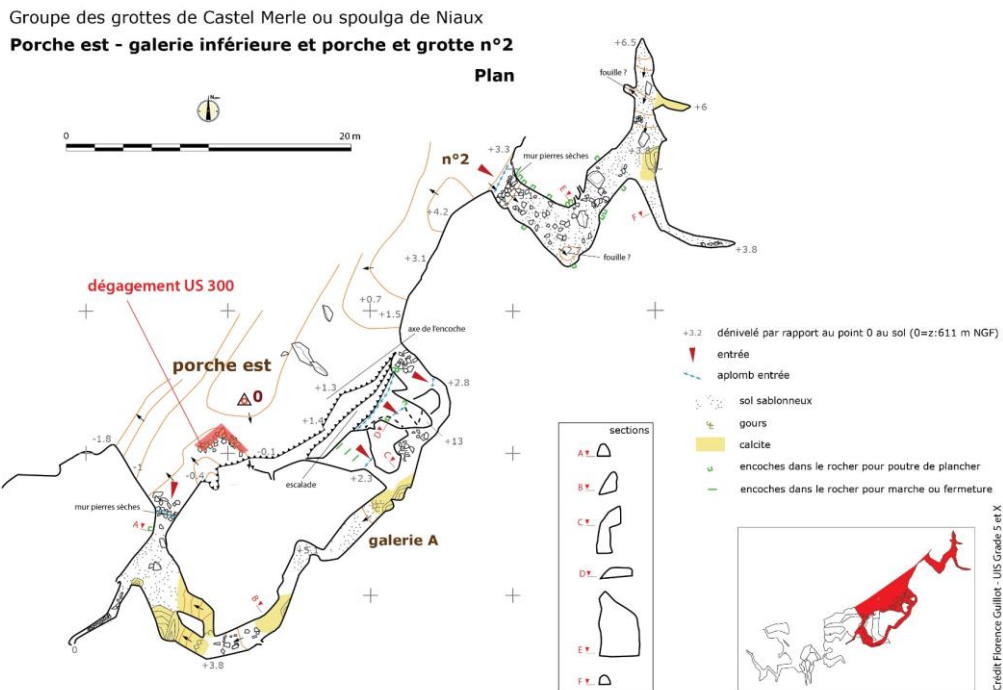 Groupe des grottes de Castel Merle ou spoulga de Niaux
Porche est - galerie inférieure et porche et grotte n°2
Plan
0
20 m
+6.5
fouille ?
+6
n°2
+3.3
mur pierres sèches
+3.8
E
F
+4.2
+3.8
fouille ?
+3.1
dégagement US 300
+0.7
+1.5
axe de l'encoche
porche est
0
+1.3
+2.8
+1.4
D
+13
C
-1.8
-0.1
-1
-0.4
escalade
+2.3
mur pierres sèches
A
galerie A
+5.1
B
0
+3.8
+3.2 dénivelé par rapport au point 0 au sol (0=z:611 m NGF)
entrée
aplomb entrée
sol sablonneux
gours
calcite
encoches dans le rocher pour poutre de plancher
encoches dans le rocher pour marche ou fermeture
sections
A
B
C
D
E
F
Crédit Florence Guillot - UIS Grade 5 et X